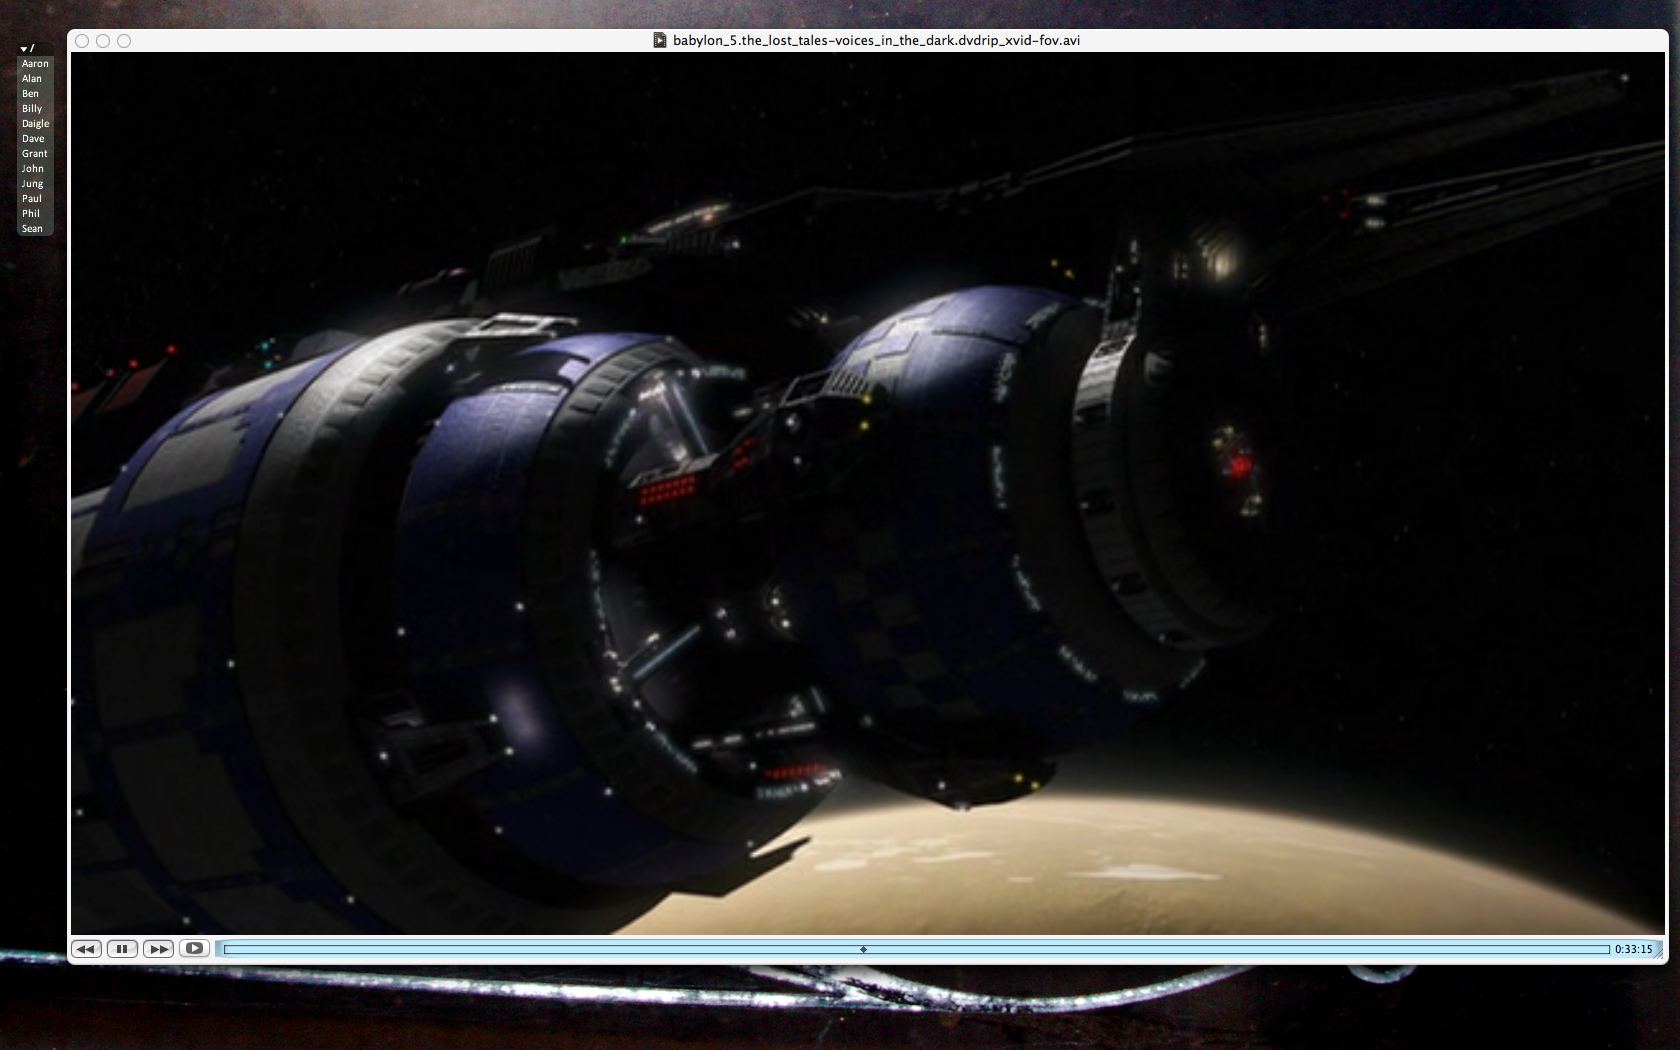 babylon_5.the_lost_tales-voices_in_the_dark.dvdrip_xvid-fov.avi
/
Aaron
Alan
Ben
Billy
Daigle
Dave
Grant
John
Jung
Paul
Phil
Sean
0:33:15